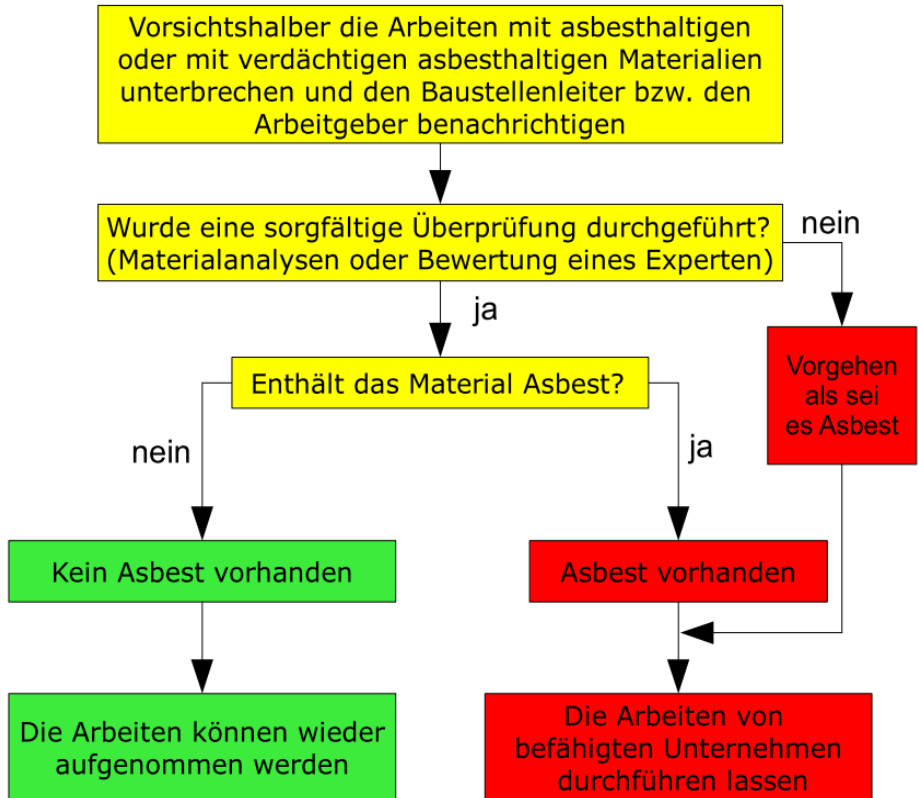 Vorsichtshalber die Arbeiten mit asbesthaltigen
oder mit verdächtigen asbesthaltigen Materialien
unterbrechen und den Baustellenleiter bzw. den
Arbeitgeber benachrichtigen
Wurde eine sorgfältige Überprüfung durchgeführt?
(Materialanalysen oder Bewertung eines Experten)
nein
ja
Vorgehen
als sei
es Asbest
Enthält das Material Asbest?
nein
ja
Kein Asbest vorhanden
Asbest vorhanden
Die Arbeiten können wieder
aufgenommen werden
Die Arbeiten von
befähigten Unternehmen
durchführen lassen